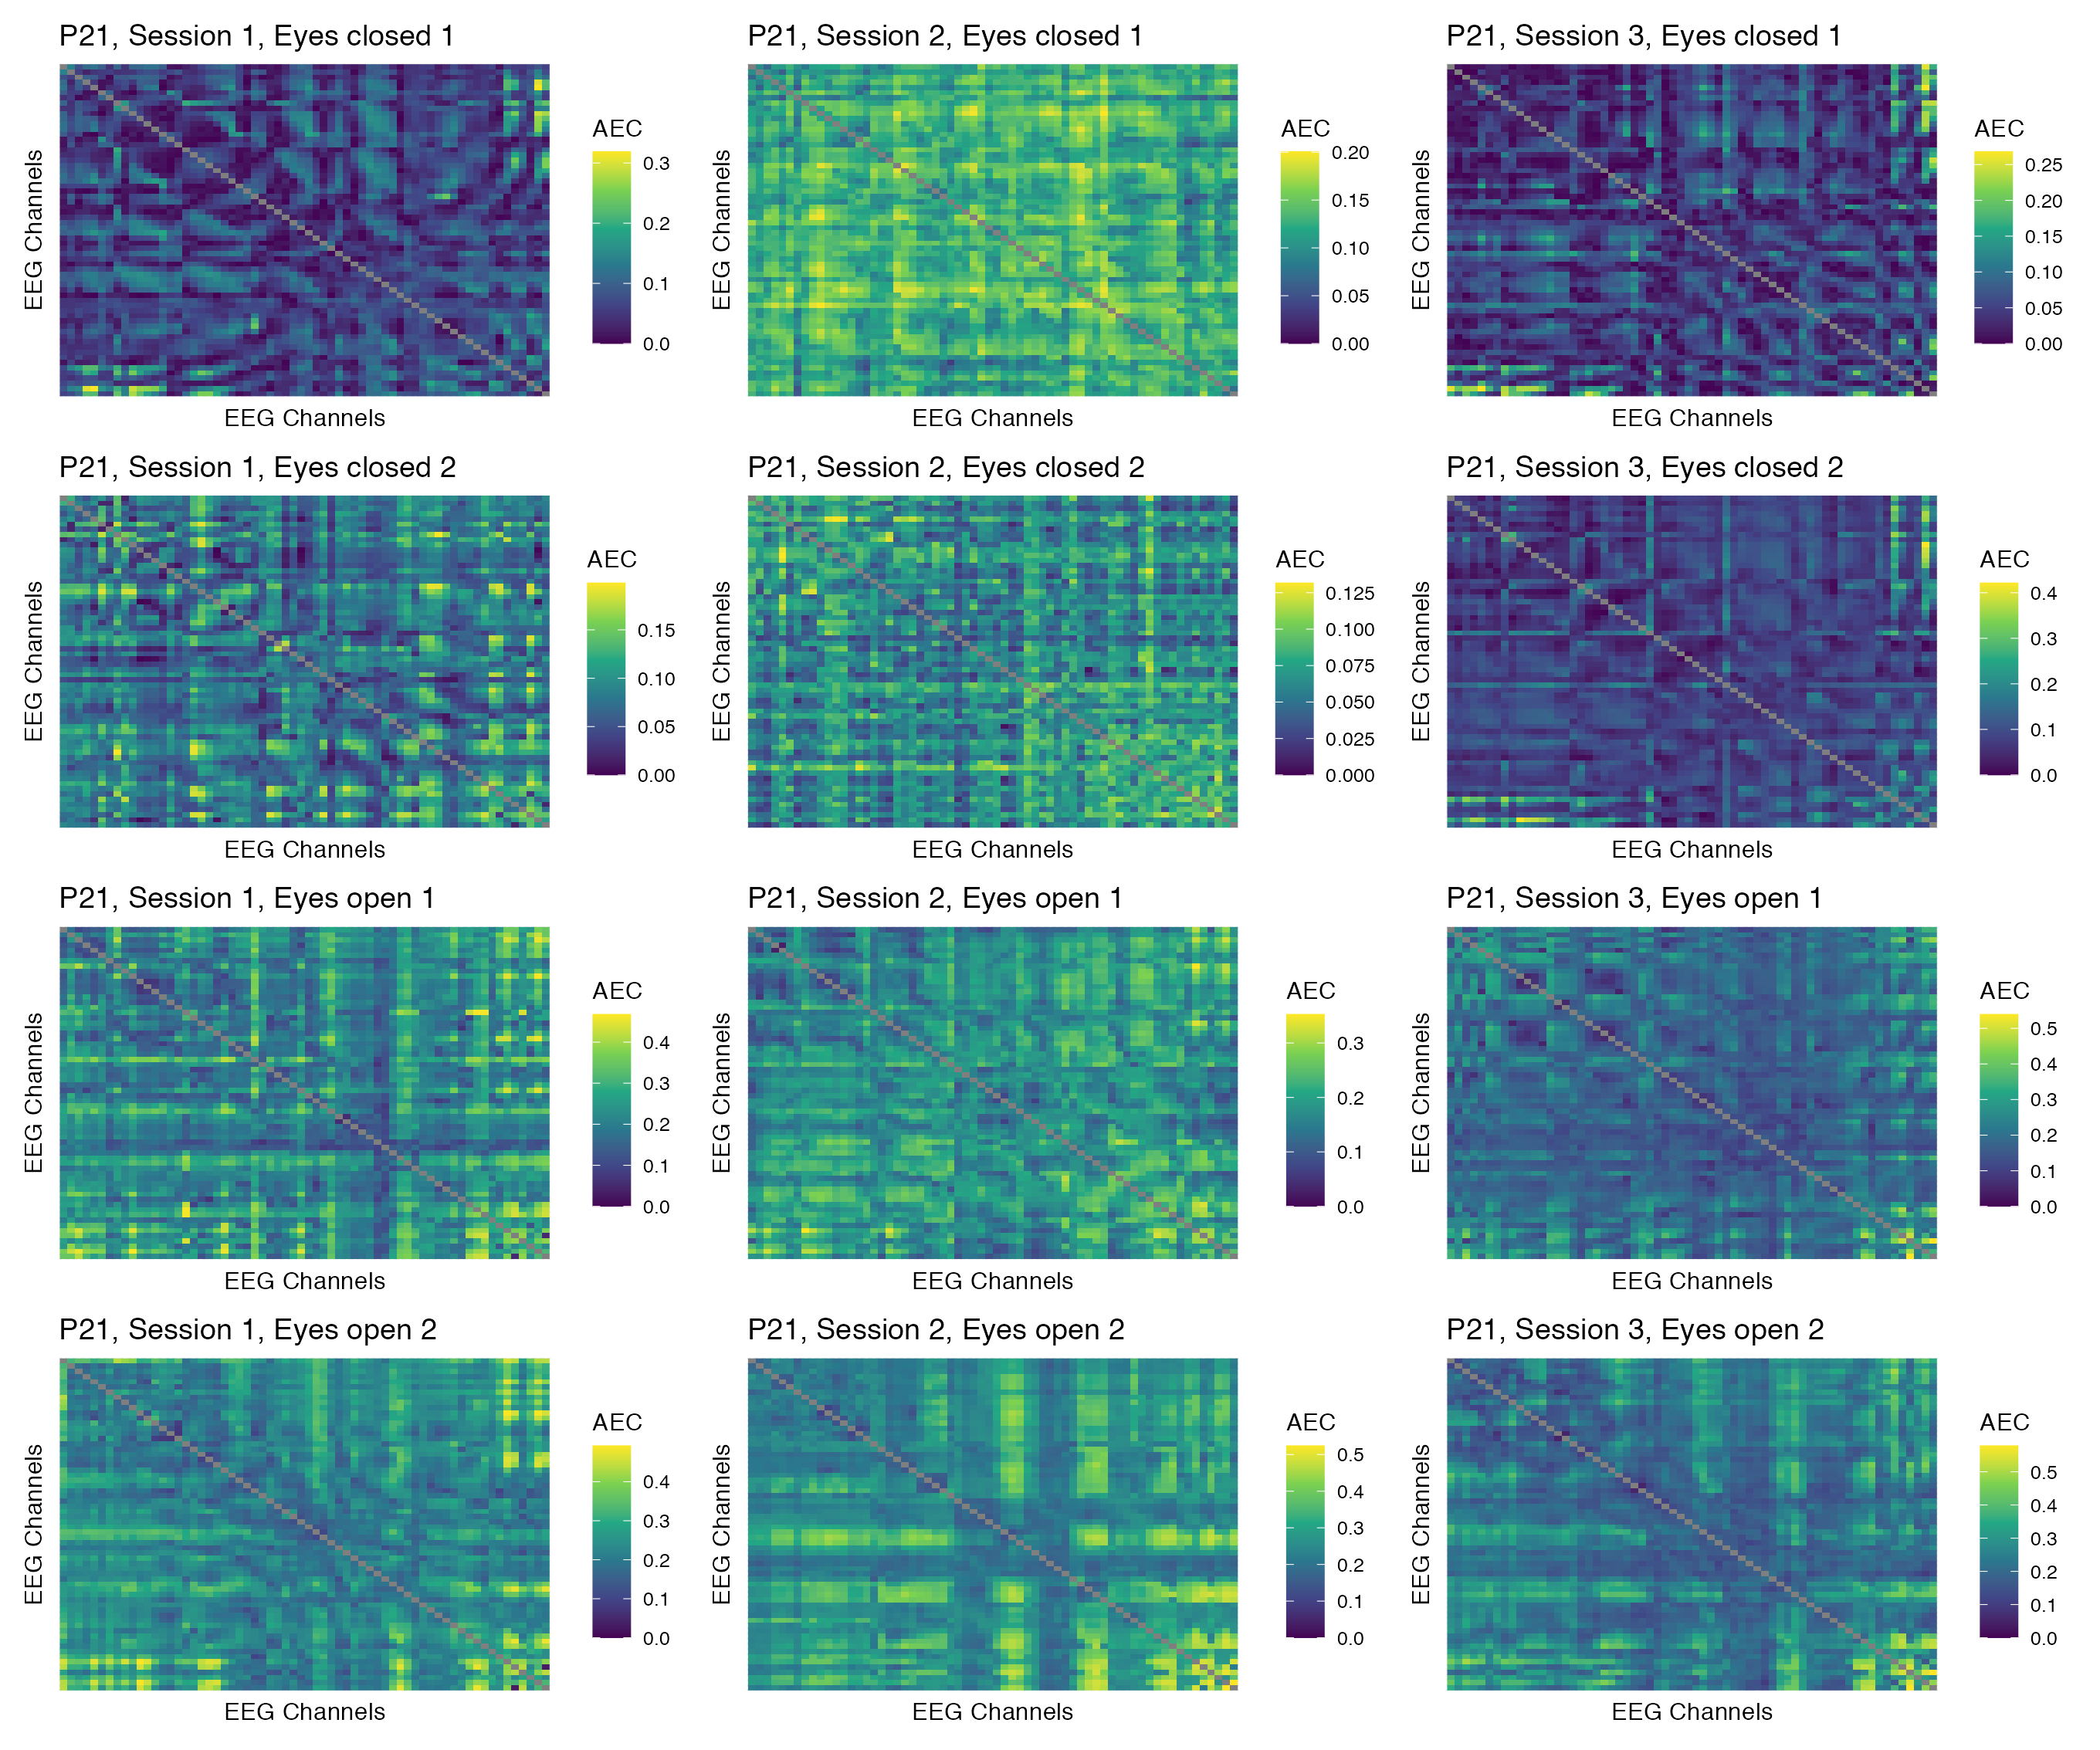 P21, Session 1, Eyes closed 1
EEG Channels
EEG Channels
AEC
0.3
0.2
0.1
0.0
P21, Session 2, Eyes closed 1
EEG Channels
EEG Channels
AEC
0.20
0.15
0.10
0.05
0.00
P21, Session 3, Eyes closed 1
EEG Channels
EEG Channels
AEC
0.25
0.20
0.15
0.10
0.05
0.00
P21, Session 1, Eyes closed 2
EEG Channels
EEG Channels
AEC
0.15
0.10
0.05
0.00
P21, Session 2, Eyes closed 2
EEG Channels
EEG Channels
AEC
0.125
0.100
0.075
0.050
0.025
0.000
P21, Session 3, Eyes closed 2
EEG Channels
EEG Channels
AEC
0.4
0.3
0.2
0.1
0.0
P21, Session 1, Eyes open 1
EEG Channels
EEG Channels
AEC
0.4
0.3
0.2
0.1
0.0
P21, Session 2, Eyes open 1
EEG Channels
EEG Channels
AEC
0.3
0.2
0.1
0.0
P21, Session 3, Eyes open 1
EEG Channels
EEG Channels
AEC
0.5
0.4
0.3
0.2
0.1
0.0
P21, Session 1, Eyes open 2
EEG Channels
EEG Channels
AEC
0.4
0.3
0.2
0.1
0.0
P21, Session 2, Eyes open 2
EEG Channels
EEG Channels
AEC
0.5
0.4
0.3
0.2
0.1
0.0
P21, Session 3, Eyes open 2
EEG Channels
EEG Channels
AEC
0.5
0.4
0.3
0.2
0.1
0.0